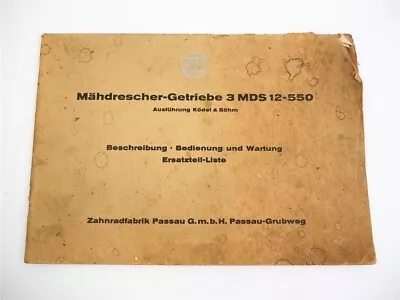 Mähdrescher-Getriebe 3 MDS 12-550
Ausführung Ködel & Böhm
Beschreibung · Bedienung und Wartung
Ersatzteil-Liste
Zahnradfabrik Passau G.m.b.H. Passau-Grubweg